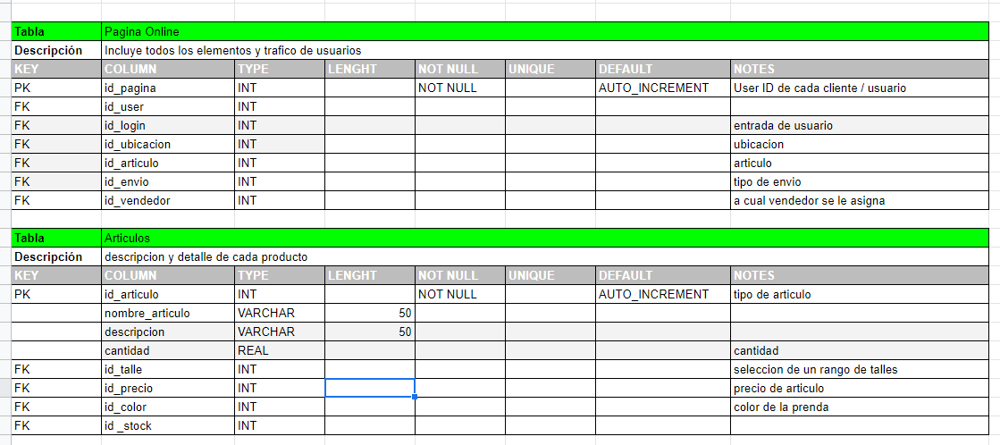 Tabla Pagina Online
Descripción Incluye todos los elementos y trafico de usuarios
KEY COLUMN TYPE LENGHT NOT NULL UNIQUE DEFAULT NOTES
PK id_pagina INT NOT NULL AUTO_INCREMENT User ID de cada cliente / usuario
FK id_user INT
FK id_login INT entrada de usuario
FK id_ubicacion INT ubicacion
FK id_articulo INT articulo
FK id_envio INT tipo de envio
FK id_vendedor INT a cual vendedor se le asigna
Tabla Articulos
Descripción descripcion y detalle de cada producto
KEY COLUMN TYPE LENGHT NOT NULL UNIQUE DEFAULT NOTES
PK id_articulo INT NOT NULL AUTO_INCREMENT tipo de articulo
nombre_articulo VARCHAR 50
descripcion VARCHAR 50
cantidad REAL cantidad
FK id_talle INT seleccion de un rango de talles
FK id_precio INT precio de articulo
FK id_color INT color de la prenda
FK id _stock INT